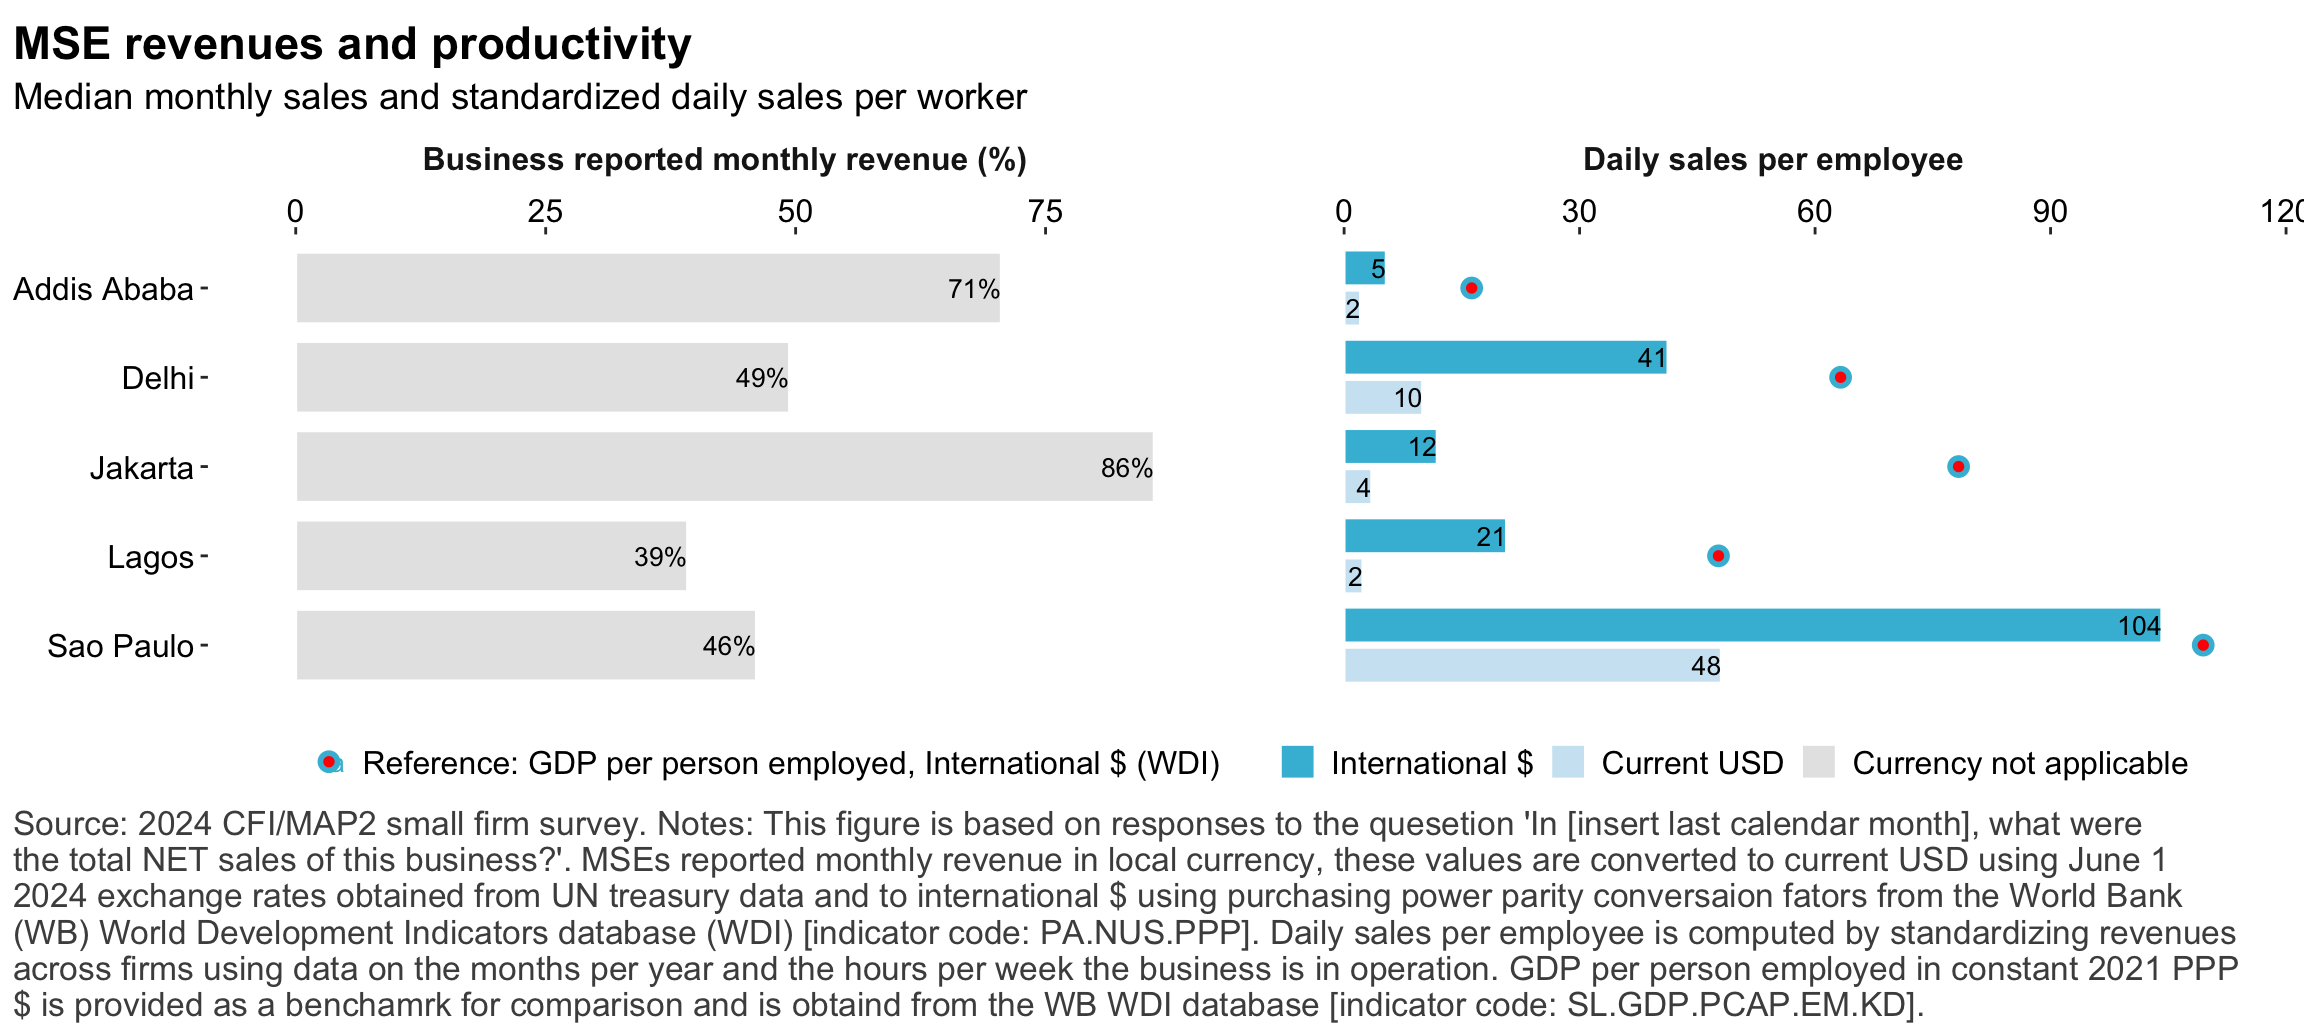 MSE revenues and productivity
Median monthly sales and standardized daily sales per worker
Business reported monthly revenue (%)
Daily sales per employee
0 25 50 75
0 30 60 90 120
Addis Ababa
71%
5
2
Delhi
49%
41
10
Jakarta
86%
12
4
Lagos
39%
21
2
Sao Paulo
46%
104
48
Reference: GDP per person employed, International $ (WDI)
International $
Current USD
Currency not applicable
Source: 2024 CFI/MAP2 small firm survey. Notes: This figure is based on responses to the quesetion 'In [insert last calendar month], what were
the total NET sales of this business?'. MSEs reported monthly revenue in local currency, these values are converted to current USD using June 1
2024 exchange rates obtained from UN treasury data and to international $ using purchasing power parity conversaion fators from the World Bank
(WB) World Development Indicators database (WDI) [indicator code: PA.NUS.PPP]. Daily sales per employee is computed by standardizing revenues
across firms using data on the months per year and the hours per week the business is in operation. GDP per person employed in constant 2021 PPP
$ is provided as a benchamrk for comparison and is obtaind from the WB WDI database [indicator code: SL.GDP.PCAP.EM.KD].